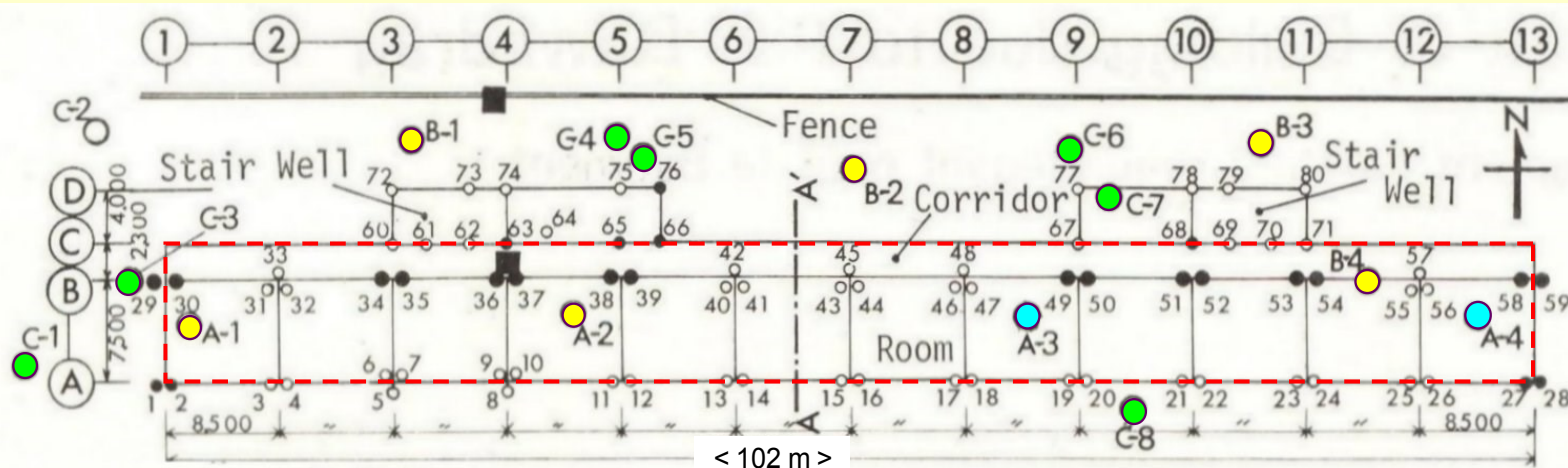 1 2 3 4 5 6 7 8 9 10 11 12 13
C-2 B-1 C-4 C-5 Fence C-6 B-3 N
Stair Well A' B-2 Stair Well
D 72 73 74 75 76 77 78 79 80
4,000 C-3 Corridor C-7
C 2300 60 61 62 63 64 65 66 67 68 69 70 71
33 42 45 48 B-4 57
B 29 30 31 32 34 35 36 37 38 39 40 41 43 44 46 47 49 50 51 52 53 54 55 56 58 59
7,500 A-1 A-2 A-3 A-4
C-1 6 7 9 10 Room
A 1 2 3 4 5 8 11 12 13 14 15 16 17 18 19 20 21 22 23 24 25 26 27 28
8,500 A C-8 8500
< 102 m >